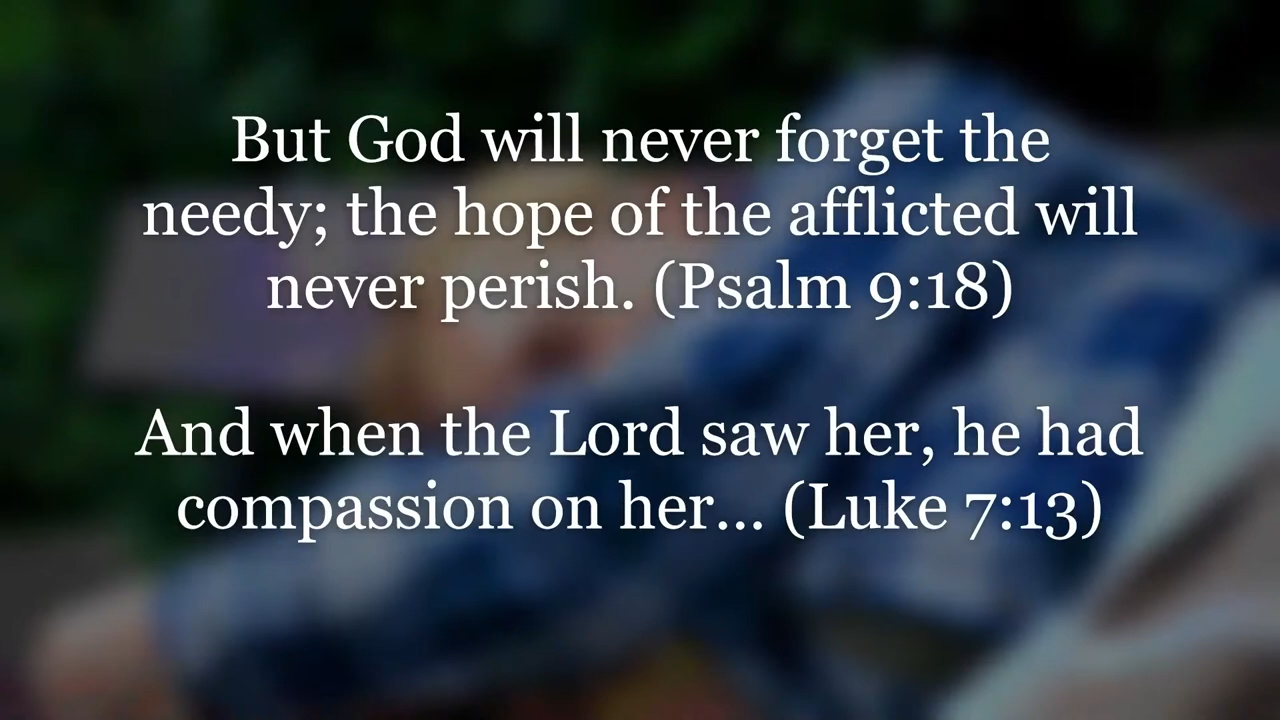 But God will never forget the
needy; the hope of the afflicted will
never perish. (Psalm 9:18)
And when the Lord saw her, he had
compassion on her... (Luke 7:13)